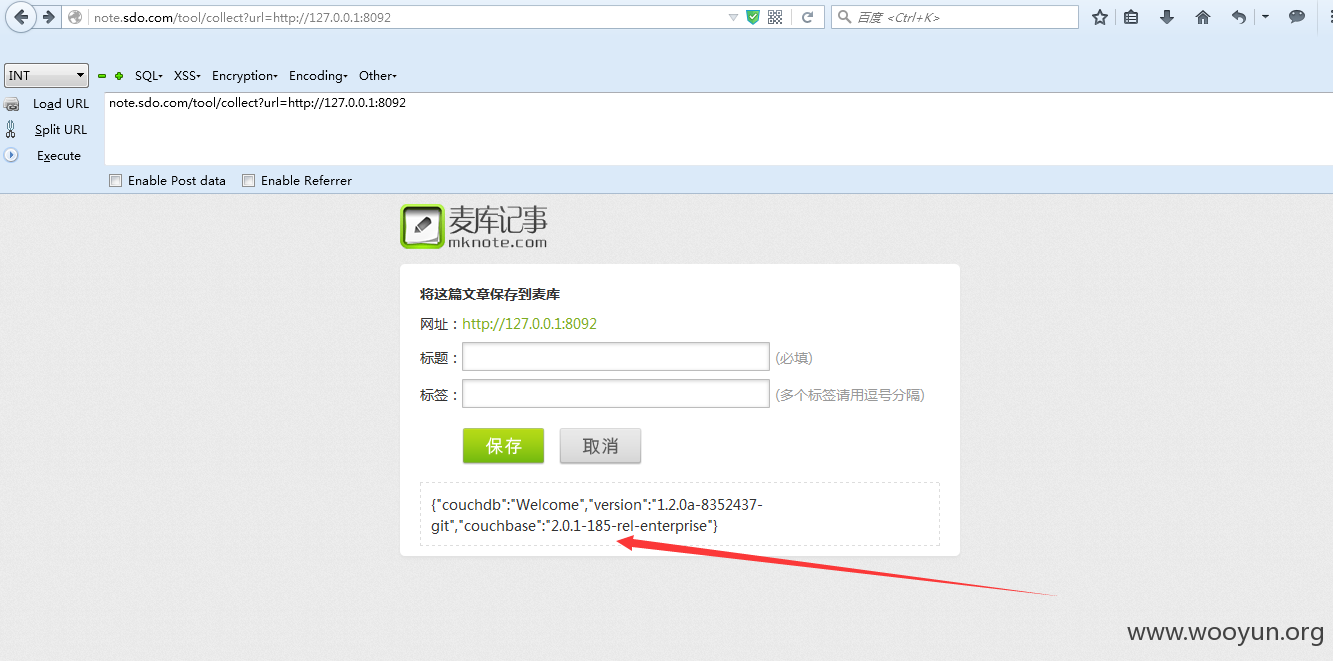 note.sdo.com/tool/collect?url=http://127.0.0.1:8092
百度 <Ctrl+K>
INT
SQL XSS Encryption Encoding Other
Load URL
note.sdo.com/tool/collect?url=http://127.0.0.1:8092
Split URL
Execute
Enable Post data Enable Referrer
麦库记事
mknote.com
将这篇文章保存到麦库
网址：http://127.0.0.1:8092
标题： (必填)
标签： (多个标签请用逗号分隔)
保存 取消
{"couchdb":"Welcome","version":"1.2.0a-8352437-
git","couchbase":"2.0.1-185-rel-enterprise"}
www.wooyun.org